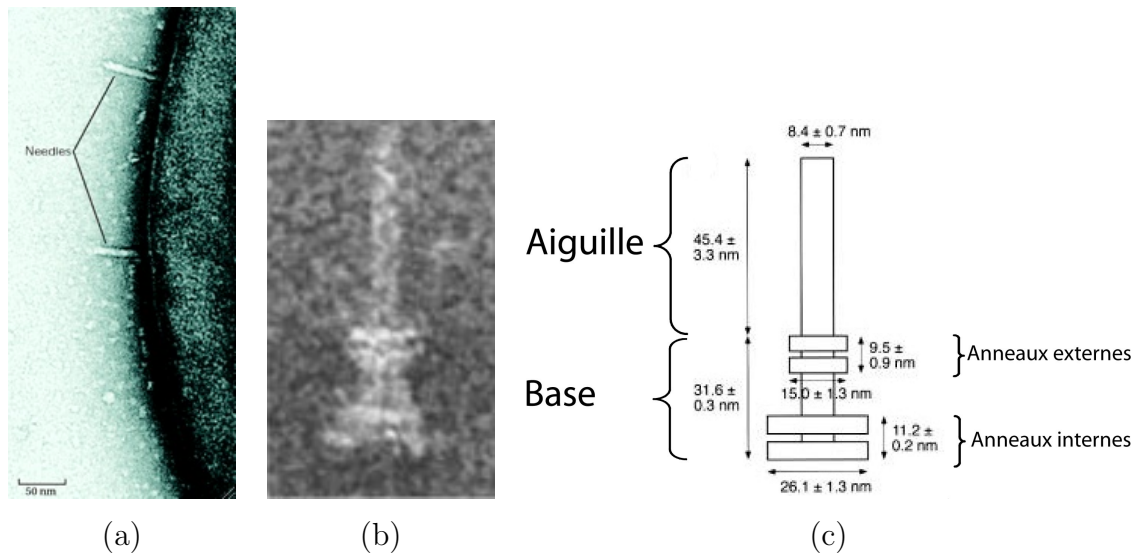 Needles
50 nm
(a)
(b)
8.4 ± 0.7 nm
Aiguille
45.4 ±
3.3 nm
Base
31.6 ±
0.3 nm
9.5 ±
0.9 nm
Anneaux externes
15.0 ± 1.3 nm
11.2 ±
0.2 nm
Anneaux internes
26.1 ± 1.3 nm
(c)